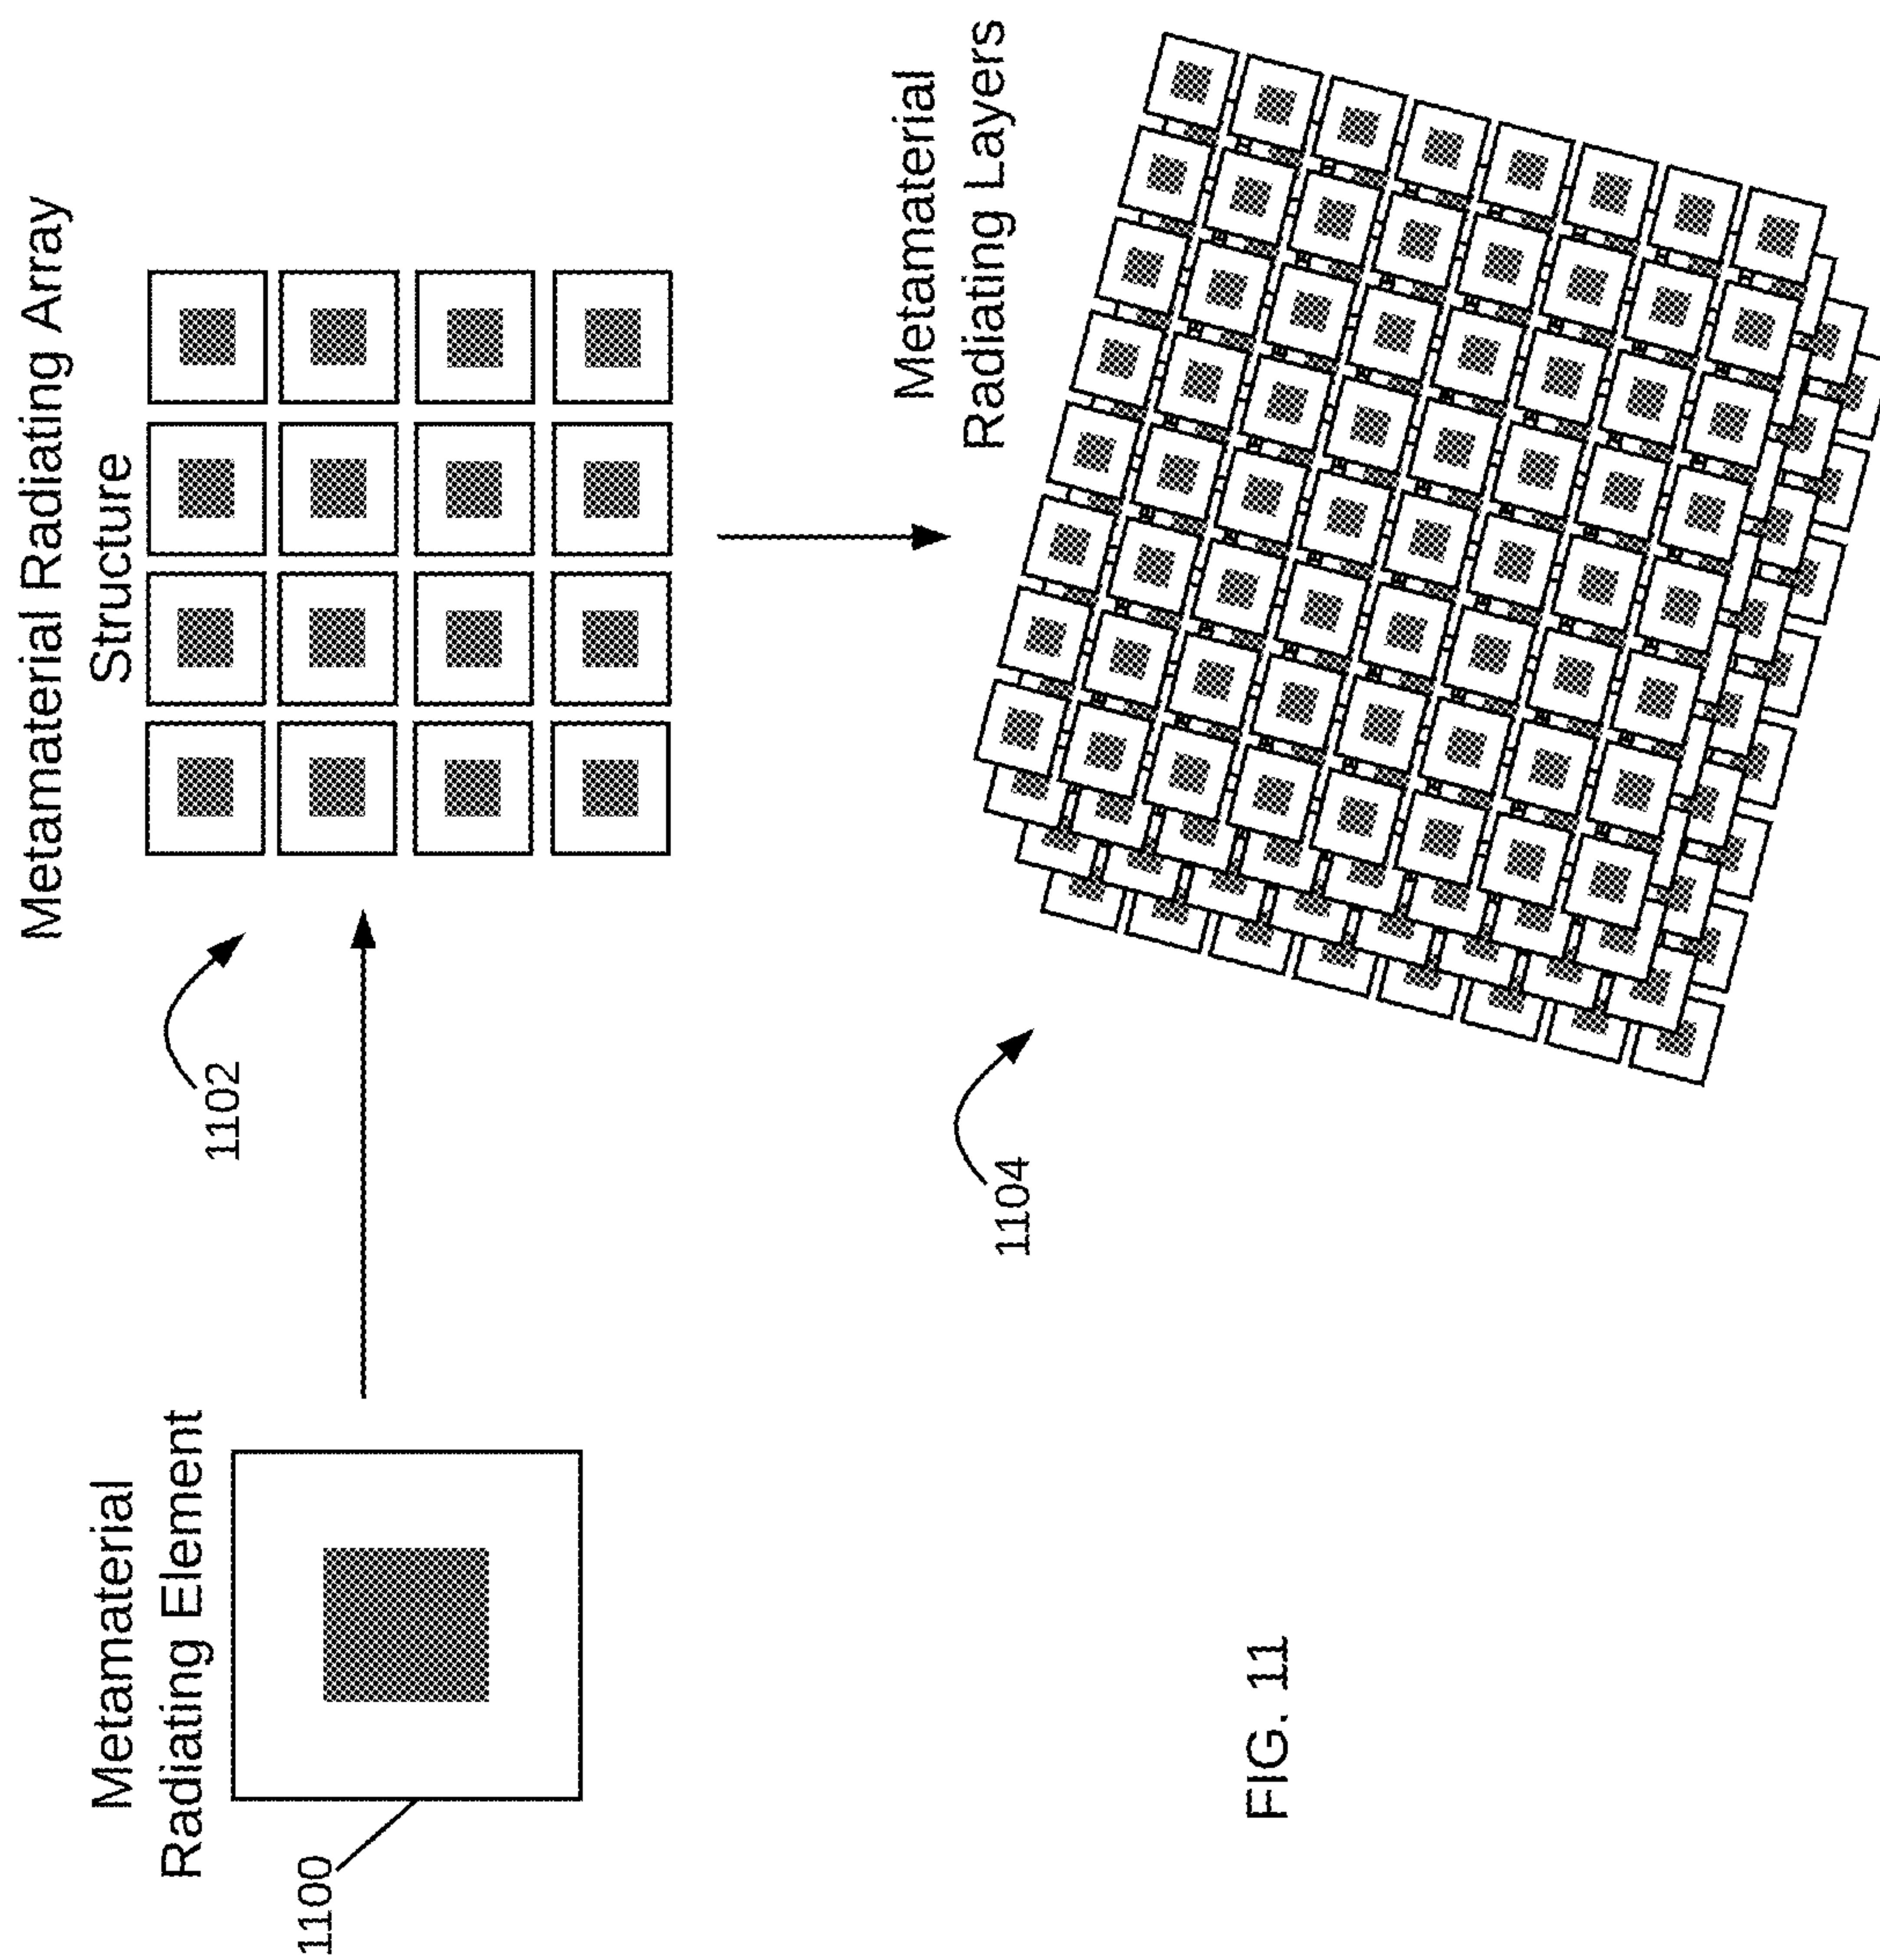 Metamaterial
Radiating Element
1100
Metamaterial Radiating Array
Structure
1102
Metamaterial
Radiating Layers
1104
FIG. 11